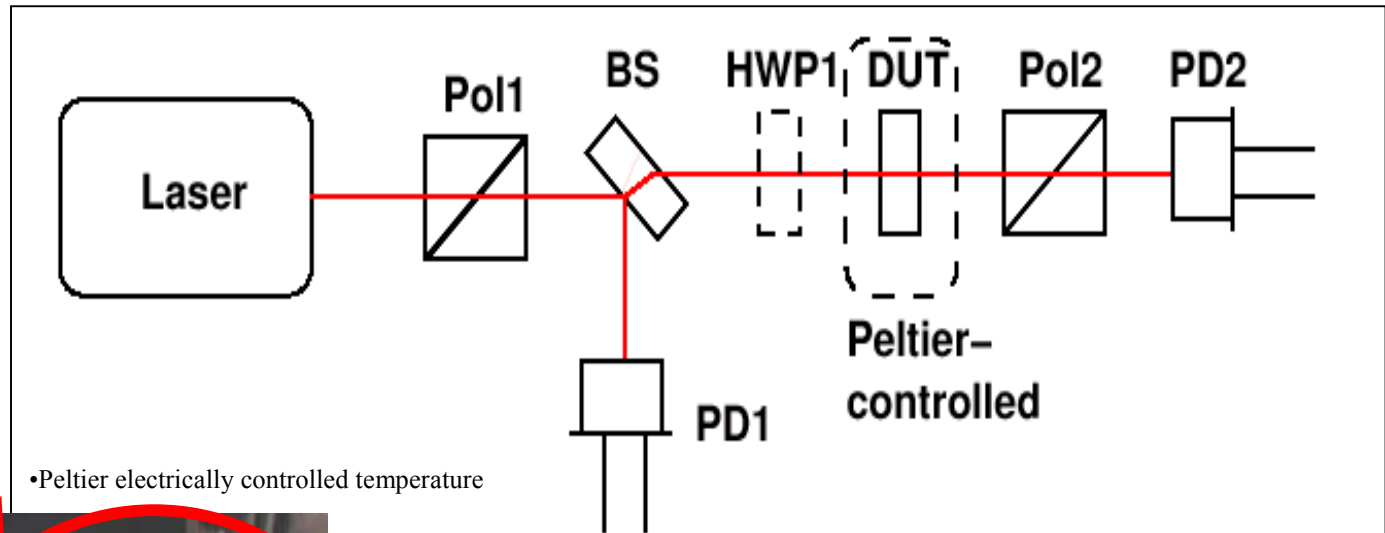 BS HWP1 DUT Pol2 PD2
Pol1
Laser
Peltier–
controlled
PD1
•Peltier electrically controlled temperature